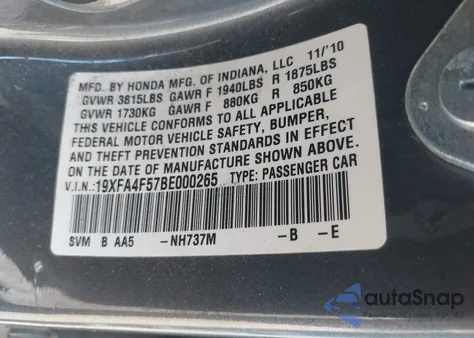 MFD. BY HONDA MFG. OF INDIANA, LLC 11/'10
GVWR 3815LBS GAWR F 1940LBS R 1875LBS
GVWR 1730KG GAWR F 880KG R 850KG
THIS VEHICLE CONFORMS TO ALL APPLICABLE
FEDERAL MOTOR VEHICLE SAFETY, BUMPER,
AND THEFT PREVENTION STANDARDS IN EFFECT
ON THE DATE OF MANUFACTURE SHOWN ABOVE.
V.I.N.:19XFA4F57BE000265 TYPE: PASSENGER CAR
SVM B AA5 -NH737M -B -E
autoSnap